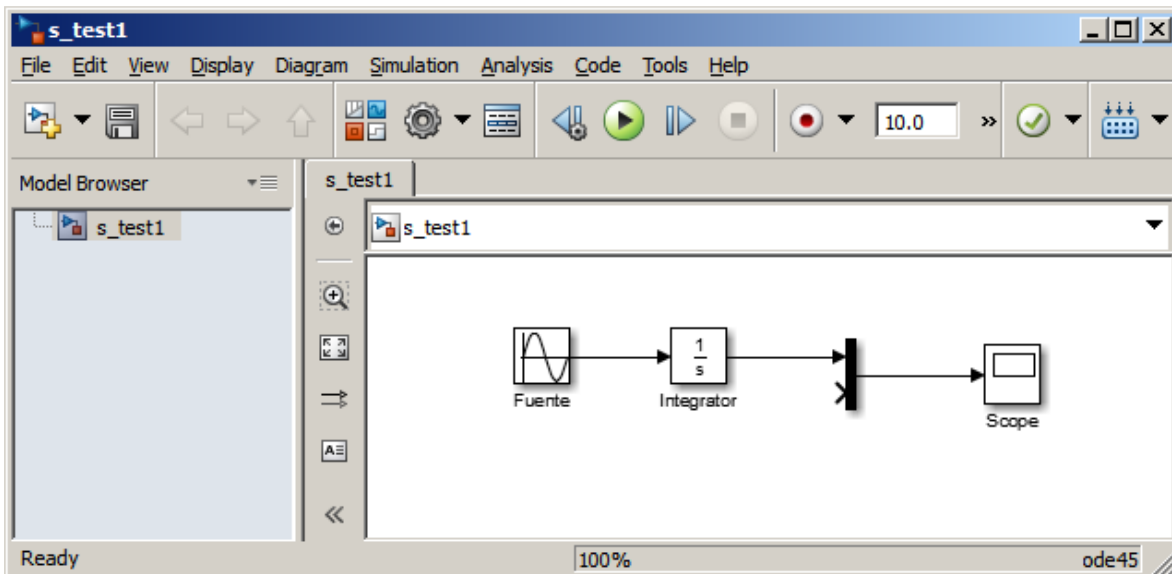 s_test1
File Edit View Display Diagram Simulation Analysis Code Tools Help
10.0 »
Model Browser
s_test1
s_test1
s_test1
1
s
Fuente
Integrator
Scope
A
Ready
100%
ode45